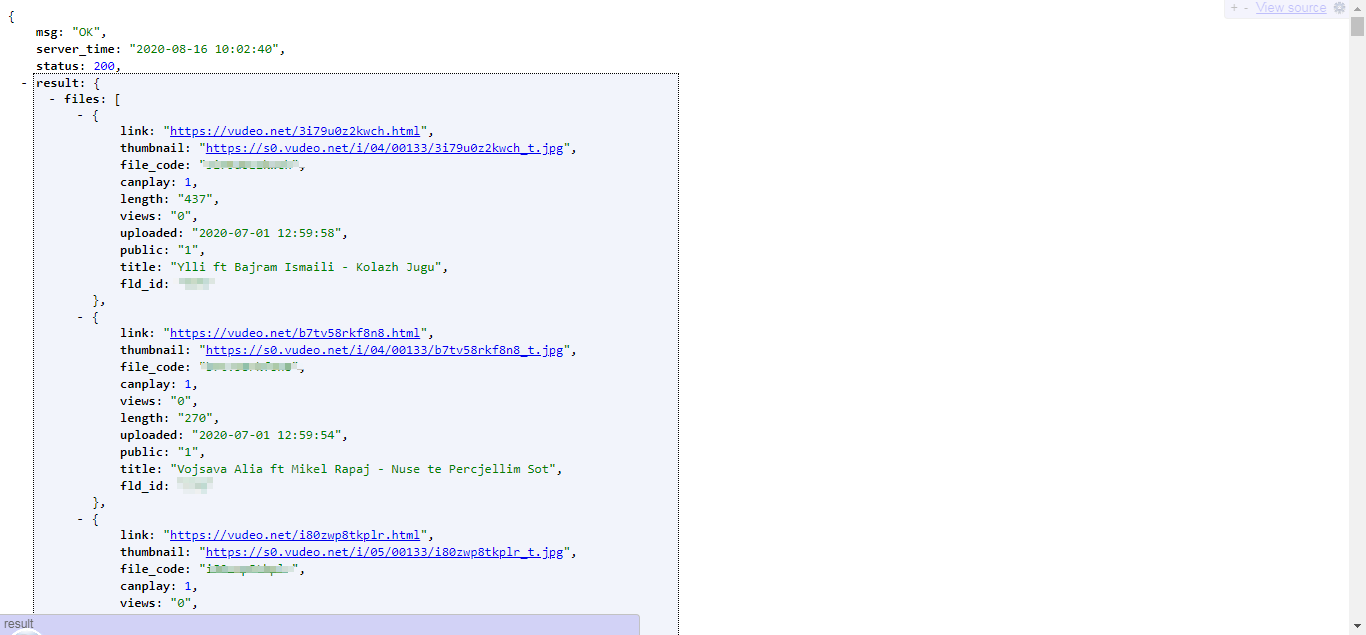 + - View source
{
msg: "OK",
server_time: "2020-08-16 10:02:40",
status: 200,
- result: {
- files: [
- {
link: "https://vudeo.net/3i79u0z2kwch.html",
thumbnail: "https://s0.vudeo.net/i/04/00133/3i79u0z2kwch_t.jpg",
file_code: "",
canplay: 1,
length: "437",
views: "0",
uploaded: "2020-07-01 12:59:58",
public: "1",
title: "Ylli ft Bajram Ismaili - Kolazh Jugu",
fld_id:
},
- {
link: "https://vudeo.net/b7tv58rkf8n8.html",
thumbnail: "https://s0.vudeo.net/i/04/00133/b7tv58rkf8n8_t.jpg",
file_code: "",
canplay: 1,
views: "0",
length: "270",
uploaded: "2020-07-01 12:59:54",
public: "1",
title: "Vojsava Alia ft Mikel Rapaj - Nuse te Percjellim Sot",
fld_id:
},
- {
link: "https://vudeo.net/i80zwp8tkplr.html",
thumbnail: "https://s0.vudeo.net/i/05/00133/i80zwp8tkplr_t.jpg",
file_code: "",
canplay: 1,
views: "0",
result